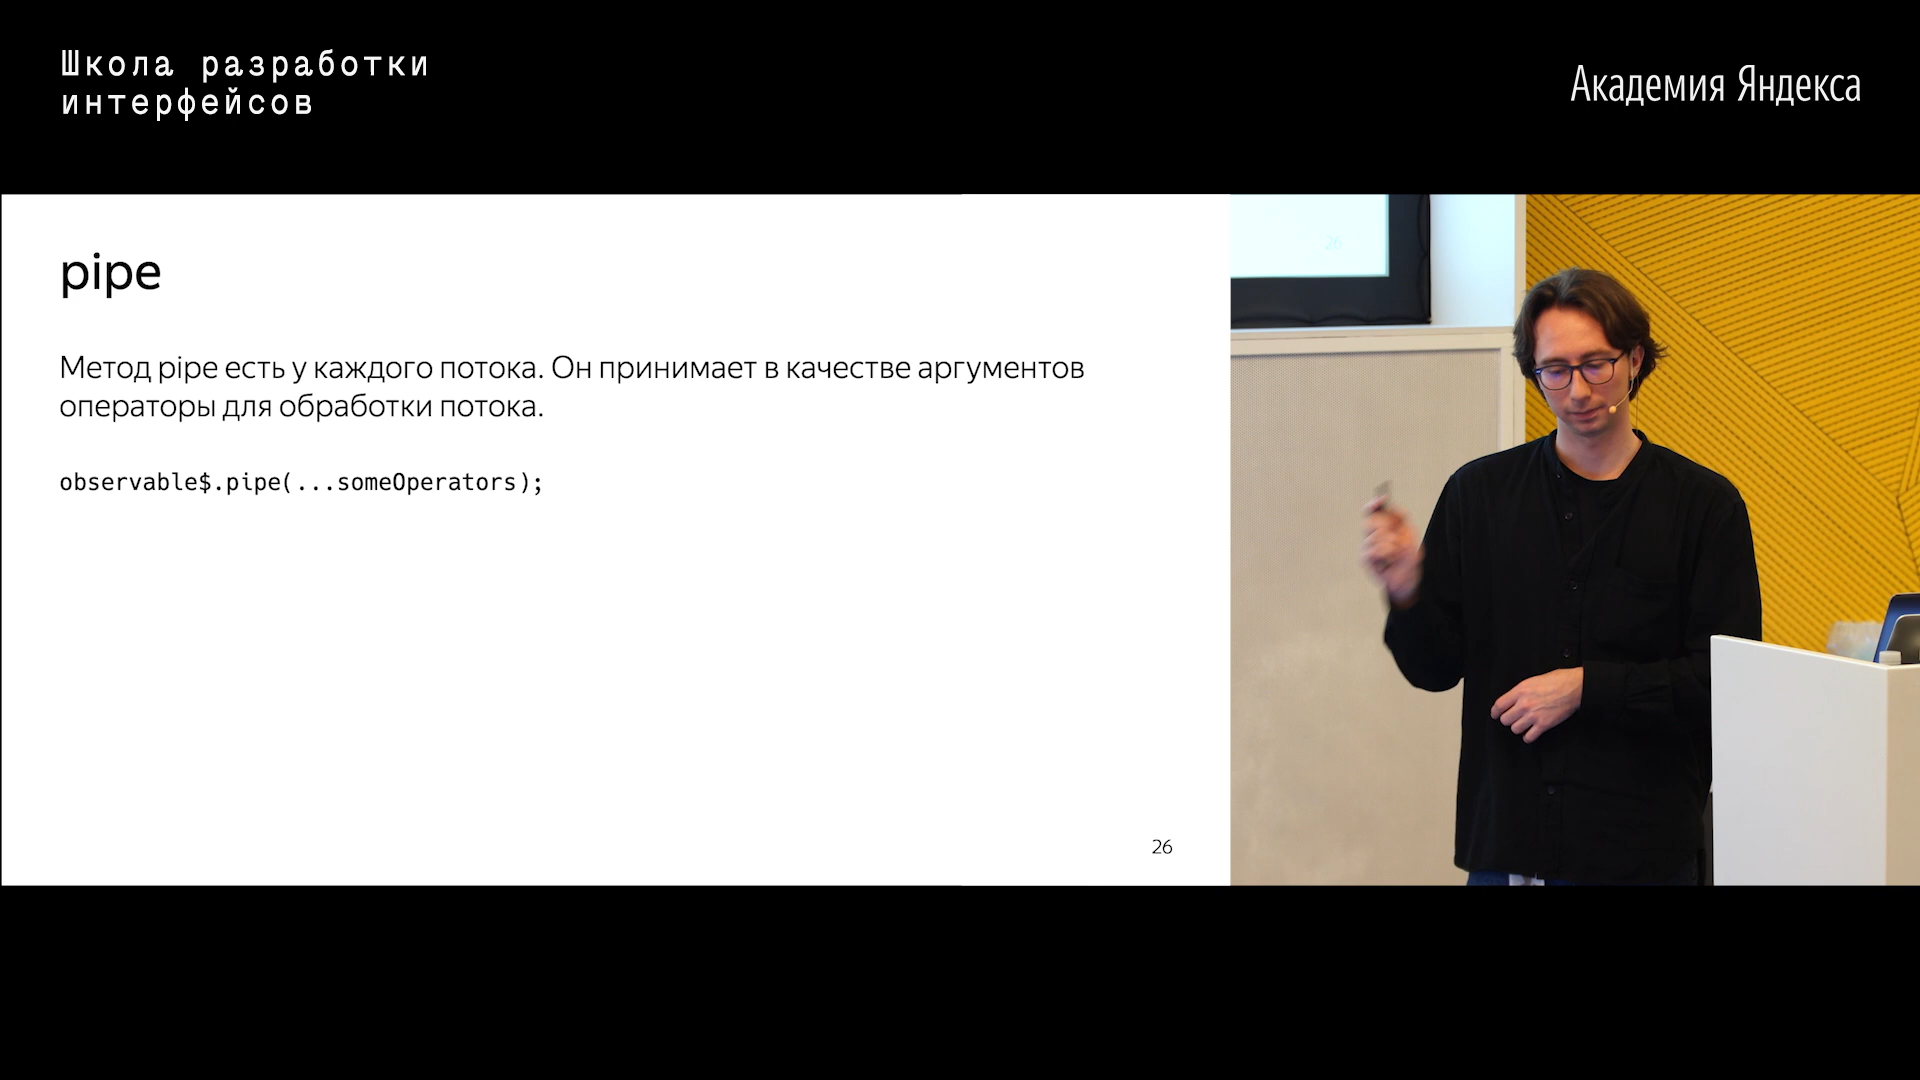 Школа разработки
интерфейсов
Академия Яндекса
pipe
Метод pipe есть у каждого потока. Он принимает в качестве аргументов
операторы для обработки потока.
observable$.pipe(...someOperators);
26
26